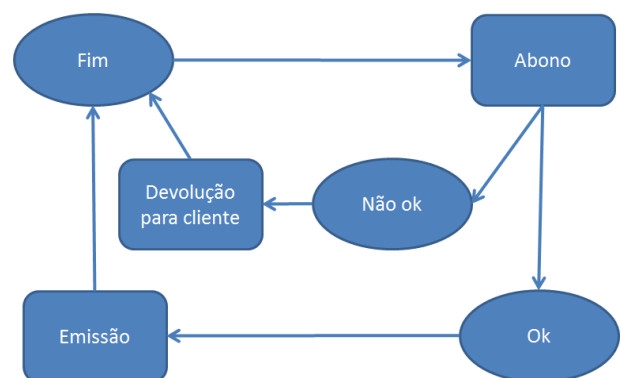 Fim
Abono
Devolução
para cliente
Não ok
Emissão
Ok